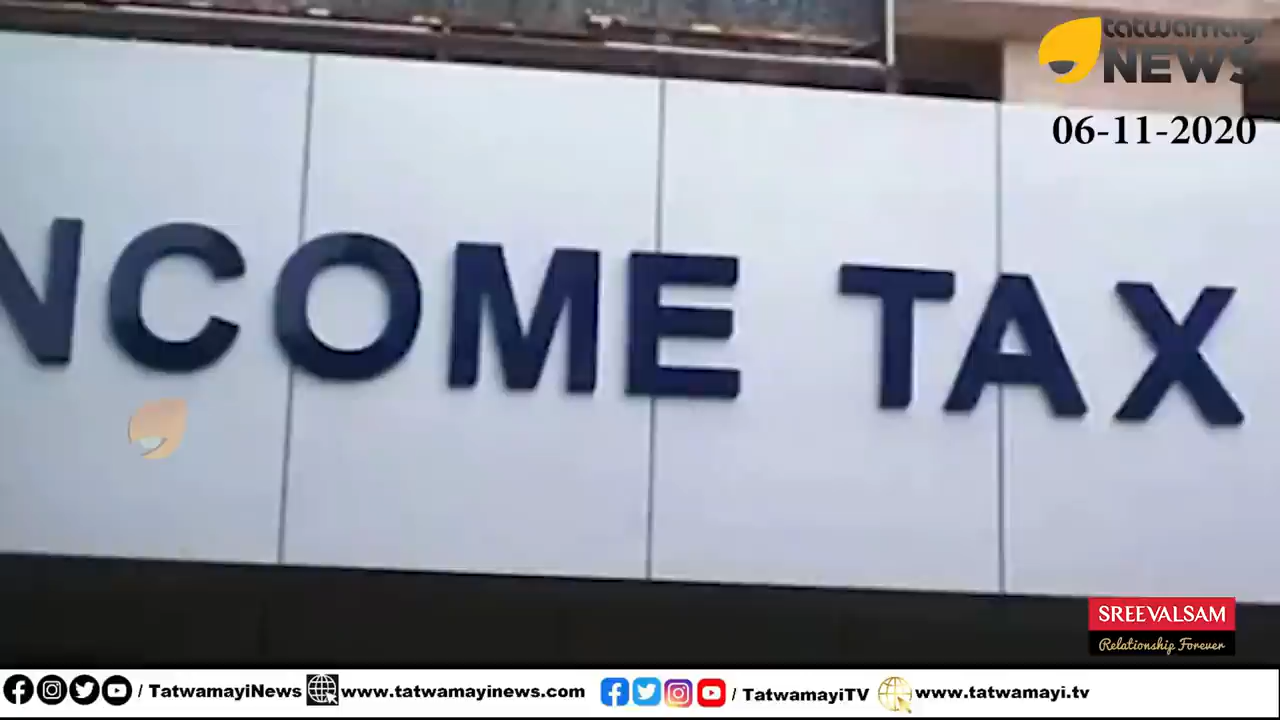 tatwamayi
NEWS
06-11-2020
NCOME TAX
SREEVALSAM
Relationship Forever
/ TatwamayiNews www.tatwamayinews.com / TatwamayiTV www.tatwamayi.tv